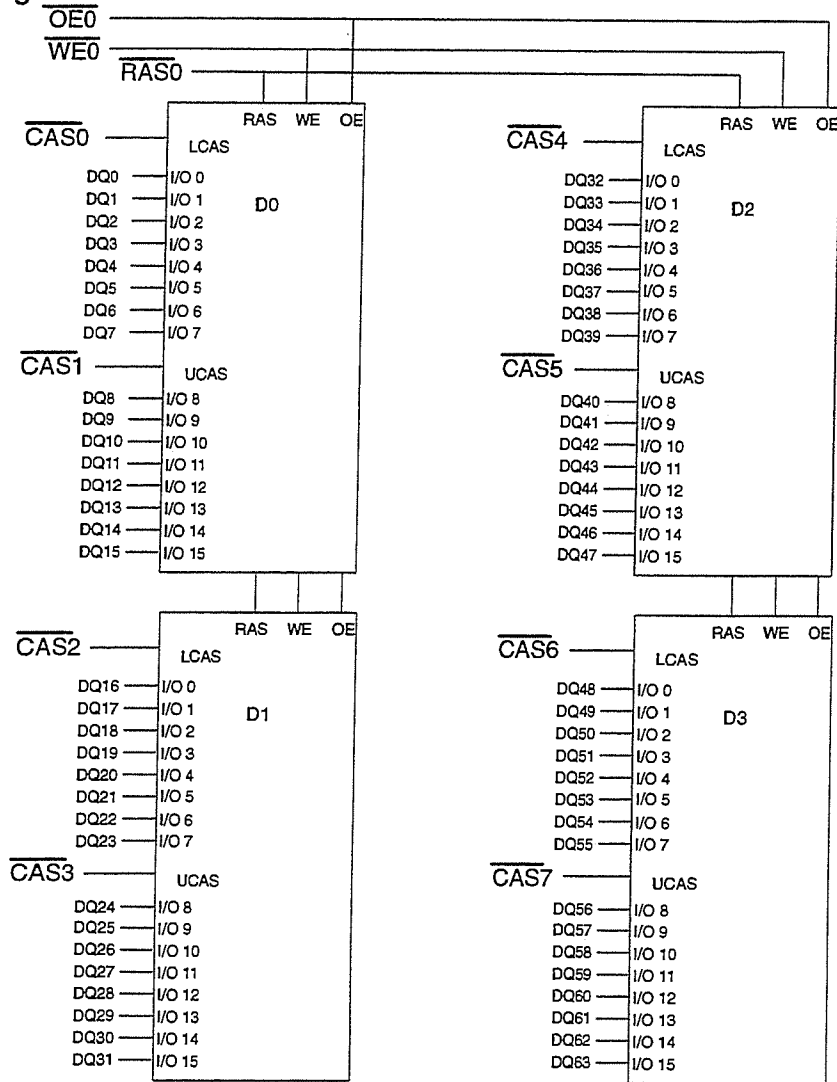 OE0
WE0
RAS0
CAS0
RAS WE OE
LCAS
DQ0 I/O 0
DQ1 I/O 1
D0
DQ2 I/O 2
DQ3 I/O 3
DQ4 I/O 4
DQ5 I/O 5
DQ6 I/O 6
DQ7 I/O 7
CAS1
UCAS
DQ8 I/O 8
DQ9 I/O 9
DQ10 I/O 10
DQ11 I/O 11
DQ12 I/O 12
DQ13 I/O 13
DQ14 I/O 14
DQ15 I/O 15
CAS2
RAS WE OE
LCAS
DQ16 I/O 0
DQ17 I/O 1
D1
DQ18 I/O 2
DQ19 I/O 3
DQ20 I/O 4
DQ21 I/O 5
DQ22 I/O 6
DQ23 I/O 7
CAS3
UCAS
DQ24 I/O 8
DQ25 I/O 9
DQ26 I/O 10
DQ27 I/O 11
DQ28 I/O 12
DQ29 I/O 13
DQ30 I/O 14
DQ31 I/O 15
CAS4
RAS WE OE
LCAS
DQ32 I/O 0
DQ33 I/O 1
D2
DQ34 I/O 2
DQ35 I/O 3
DQ36 I/O 4
DQ37 I/O 5
DQ38 I/O 6
DQ39 I/O 7
CAS5
UCAS
DQ40 I/O 8
DQ41 I/O 9
DQ42 I/O 10
DQ43 I/O 11
DQ44 I/O 12
DQ45 I/O 13
DQ46 I/O 14
DQ47 I/O 15
CAS6
RAS WE OE
LCAS
DQ48 I/O 0
DQ49 I/O 1
D3
DQ50 I/O 2
DQ51 I/O 3
DQ52 I/O 4
DQ53 I/O 5
DQ54 I/O 6
DQ55 I/O 7
CAS7
UCAS
DQ56 I/O 8
DQ57 I/O 9
DQ58 I/O 10
DQ59 I/O 11
DQ60 I/O 12
DQ61 I/O 13
DQ62 I/O 14
DQ63 I/O 15